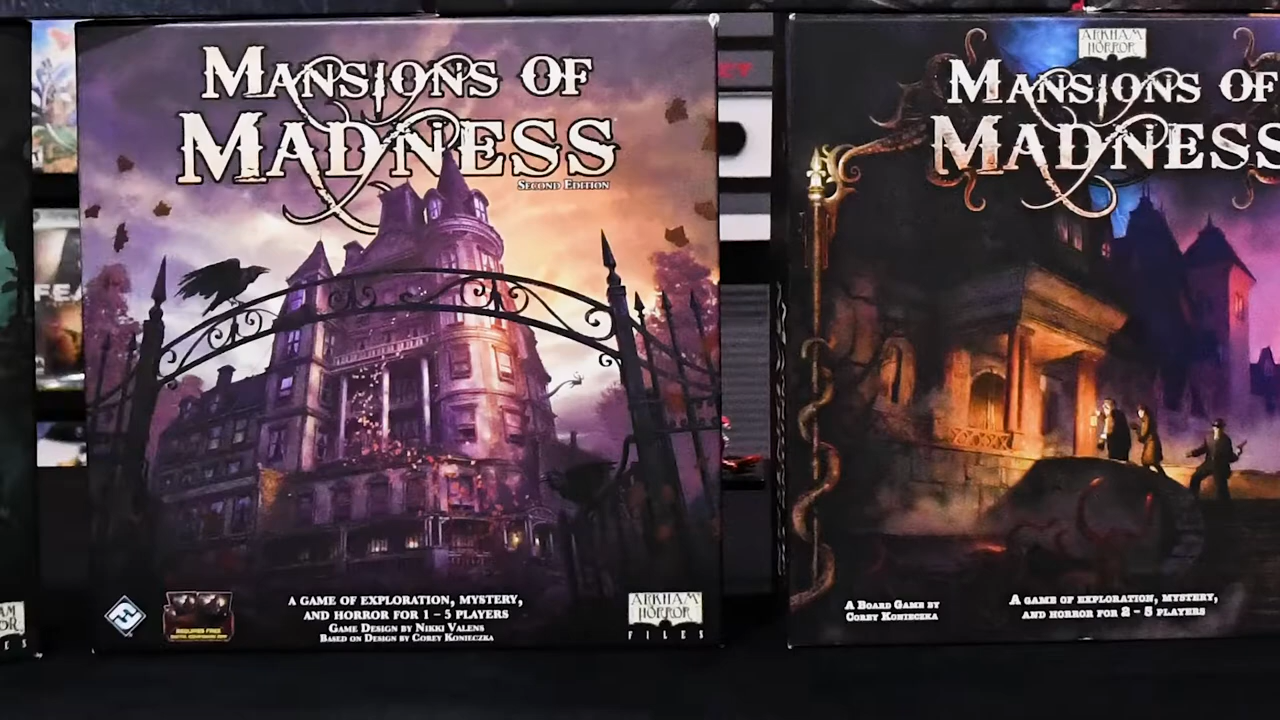 MANSIONS OF
MADNESS
SECOND EDITION
A GAME OF EXPLORATION, MYSTERY,
AND HORROR FOR 1 - 5 PLAYERS
GAME DESIGN BY NIKKI VALENS
BASED ON DESIGN BY COREY KONIECZKA
ARKHAM
HORROR
FILES
ARKHAM
HORROR
MANSIONS OF
MADNESS
A BOARD GAME BY
COREY KONIECZKA
A GAME OF EXPLORATION, MYSTERY,
AND HORROR FOR 2 - 5 PLAYERS